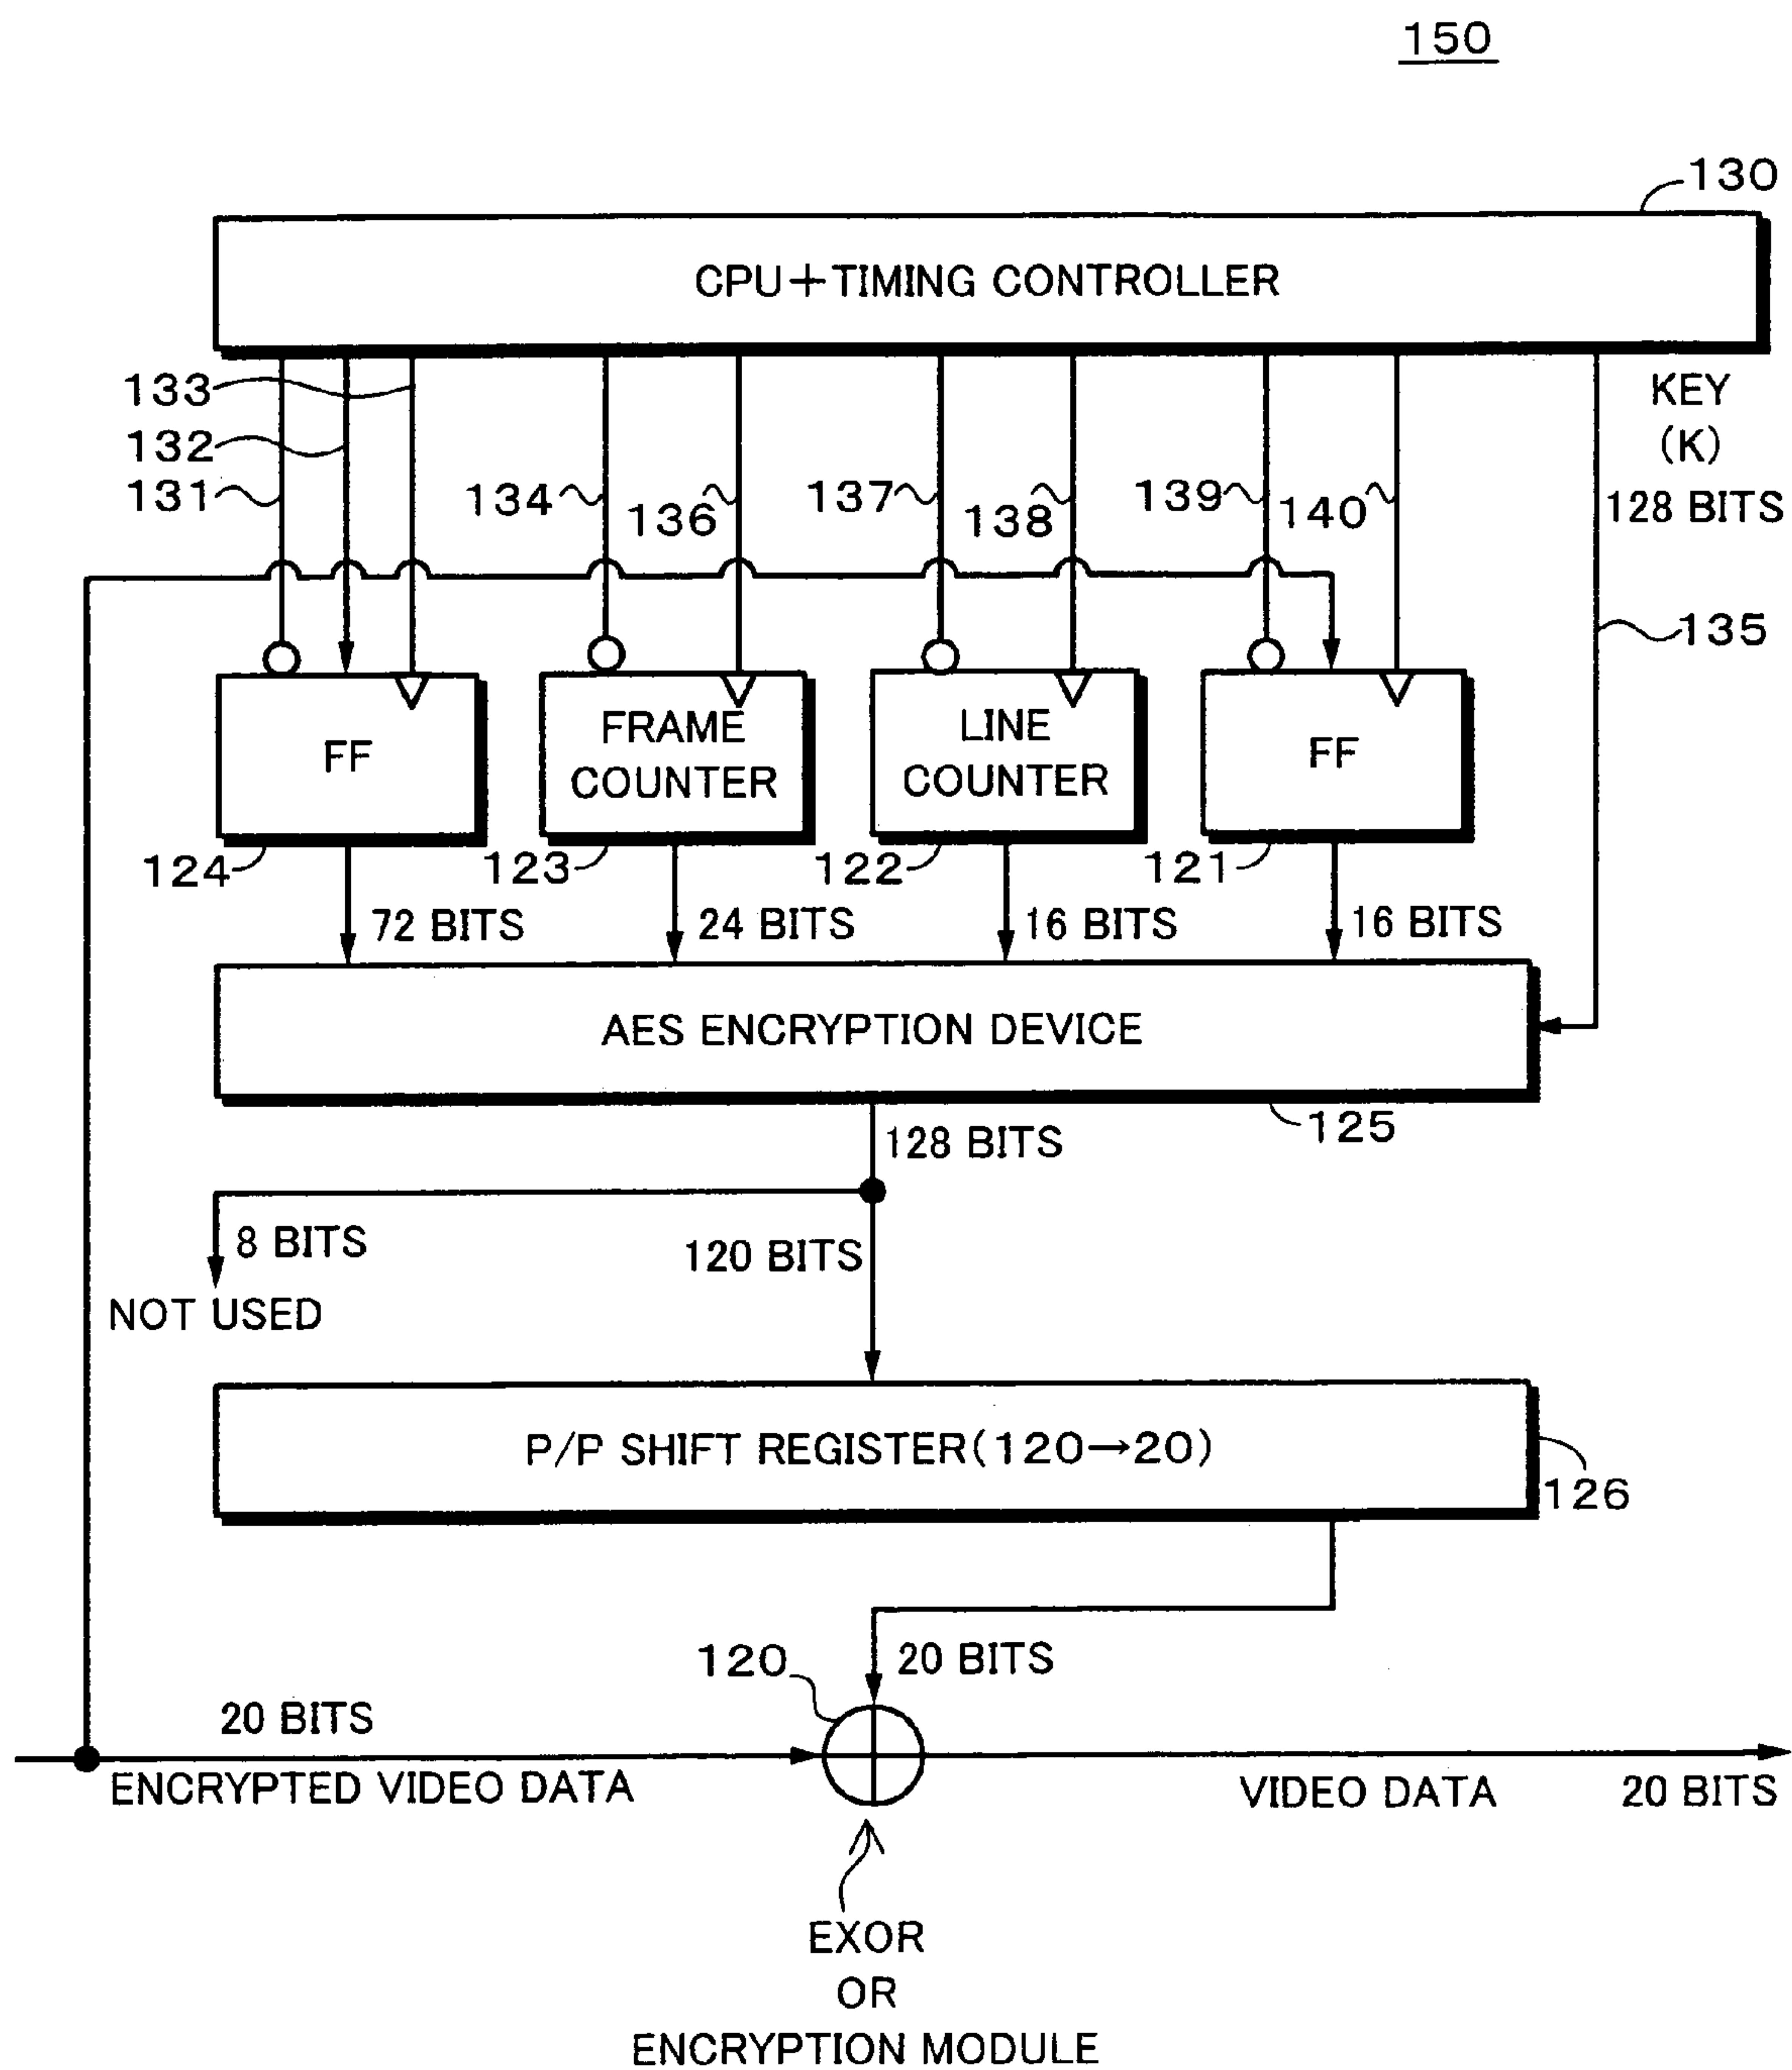 150
130
CPU+TIMING CONTROLLER
133
132
131
134
136
137
138
139
140
KEY
(K)
128 BITS
135
FF
FRAME
COUNTER
LINE
COUNTER
FF
124
123
122
121
72 BITS
24 BITS
16 BITS
16 BITS
AES ENCRYPTION DEVICE
125
128 BITS
8 BITS
120 BITS
NOT USED
P/P SHIFT REGISTER(120→20)
126
120
20 BITS
20 BITS
ENCRYPTED VIDEO DATA
VIDEO DATA
20 BITS
EXOR
OR
ENCRYPTION MODULE